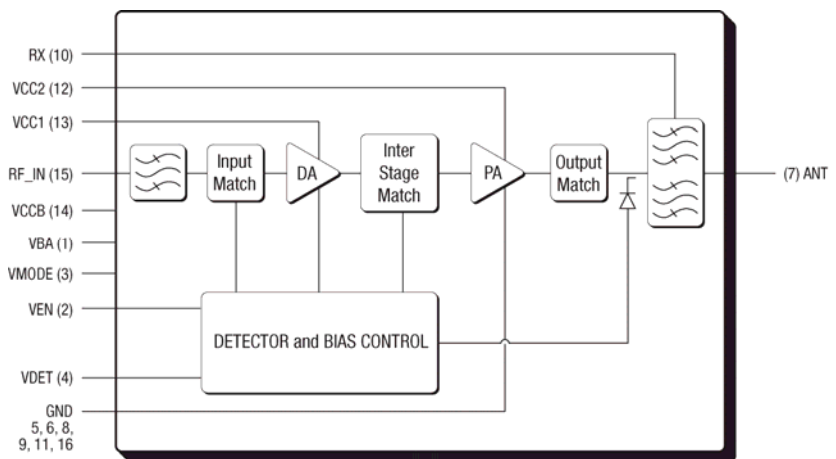 RX (10)
VCC2 (12)
VCC1 (13)
RF_IN (15)
VCCB (14)
VBA (1)
VMODE (3)
VEN (2)
VDET (4)
GND
5, 6, 8,
9, 11, 16
Input
Match
DA
Inter
Stage
Match
PA
Output
Match
(7) ANT
DETECTOR and BIAS CONTROL